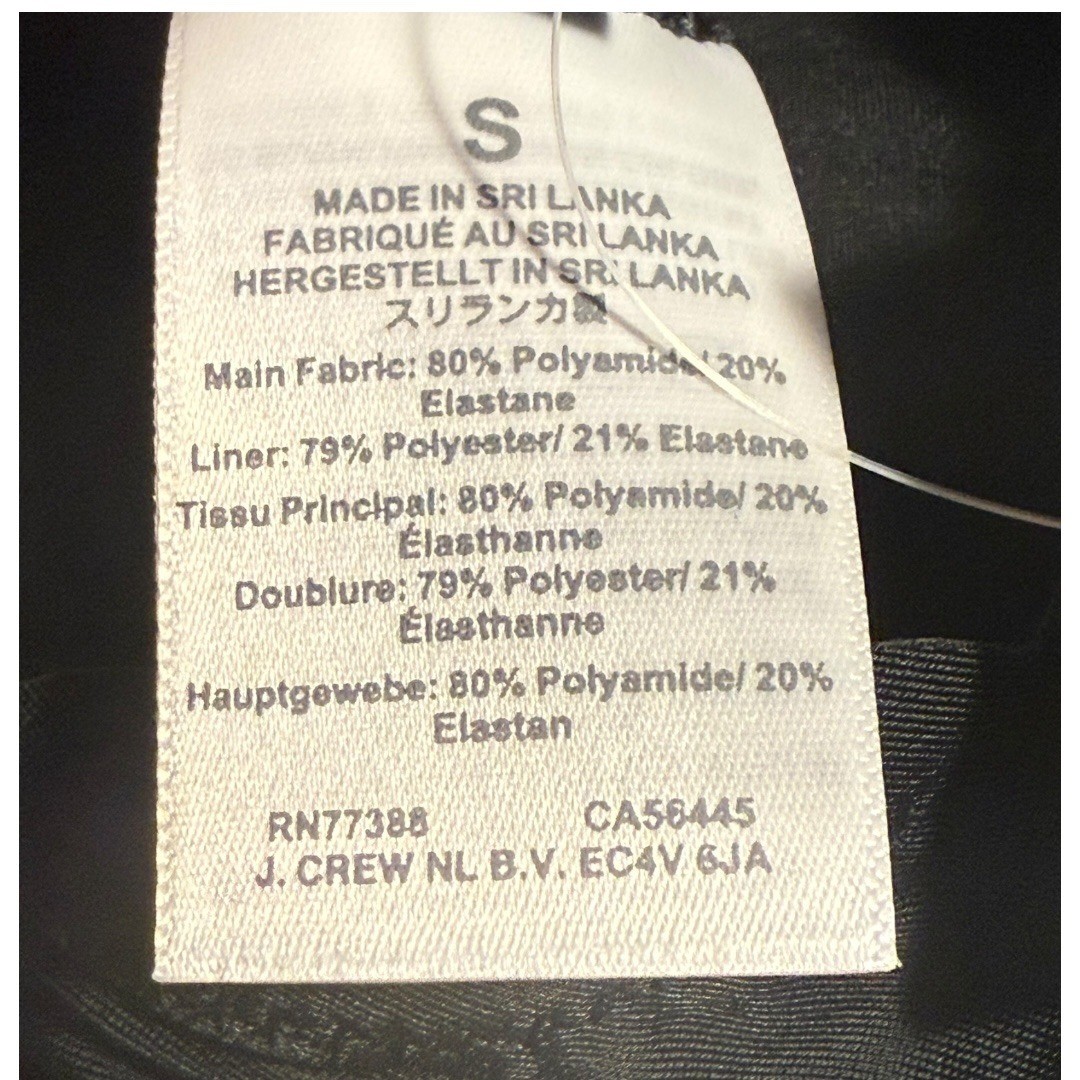 S
MADE IN SRI LANKA
FABRIQUÉ AU SRI LANKA
HERGESTELLT IN SRI LANKA
スリランカ製
Main Fabric: 80% Polyamide/ 20%
Elastane
Liner: 79% Polyester/ 21% Elastane
Tissu Principal: 80% Polyamide/ 20%
Élasthanne
Doublure: 79% Polyester/ 21%
Élasthanne
Hauptgewebe: 80% Polyamide/ 20%
Elastan
RN77388 CA56445
J. CREW NL B.V. EC4V 6JA